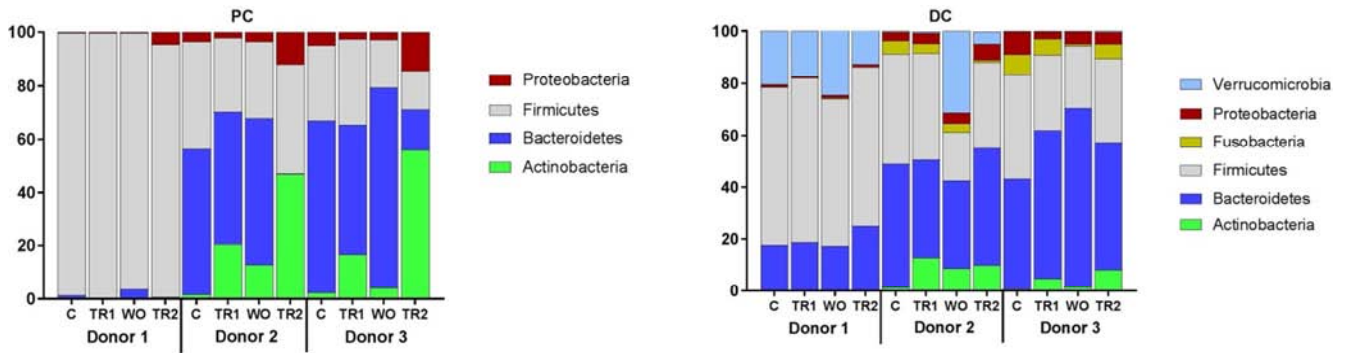 PC
100
80
60
40
20
0
C TR1 WO TR2 C TR1 WO TR2 C TR1 WO TR2
Donor 1 Donor 2 Donor 3
Proteobacteria
Firmicutes
Bacteroidetes
Actinobacteria
DC
100
80
60
40
20
0
C TR1 WO TR2 C TR1 WO TR2 C TR1 WO TR2
Donor 1 Donor 2 Donor 3
Verrucomicrobia
Proteobacteria
Fusobacteria
Firmicutes
Bacteroidetes
Actinobacteria